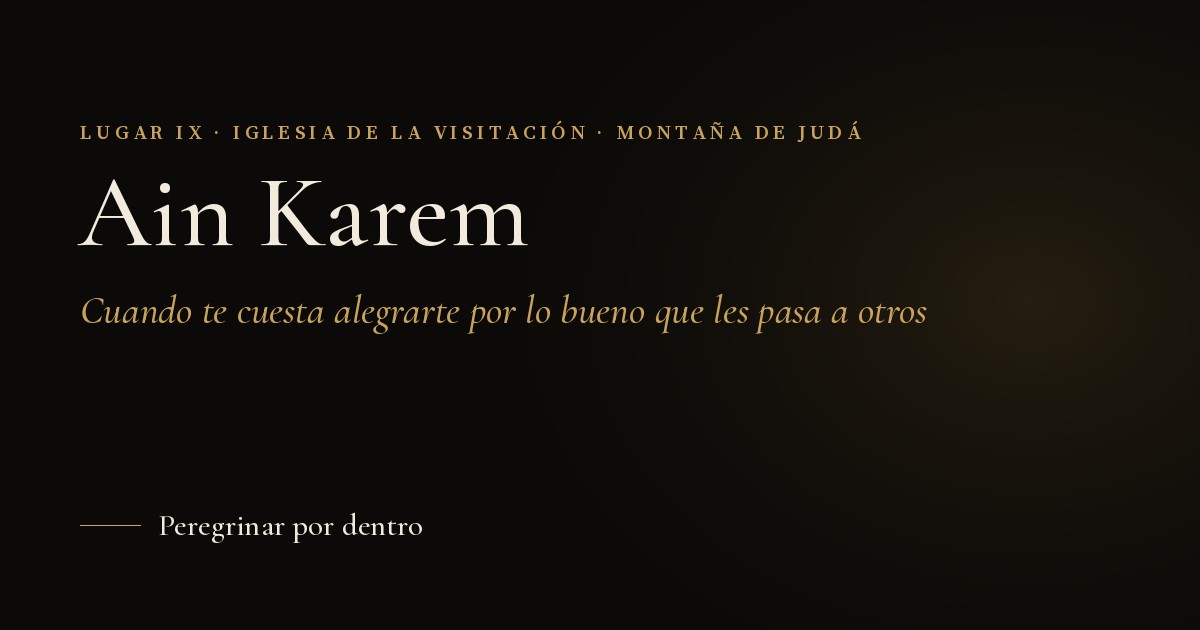 LUGAR IX · IGLESIA DE LA VISITACIÓN · MONTAÑA DE JUDÁ
Ain Karem
Cuando te cuesta alegrarte por lo bueno que les pasa a otros
Peregrinar por dentro